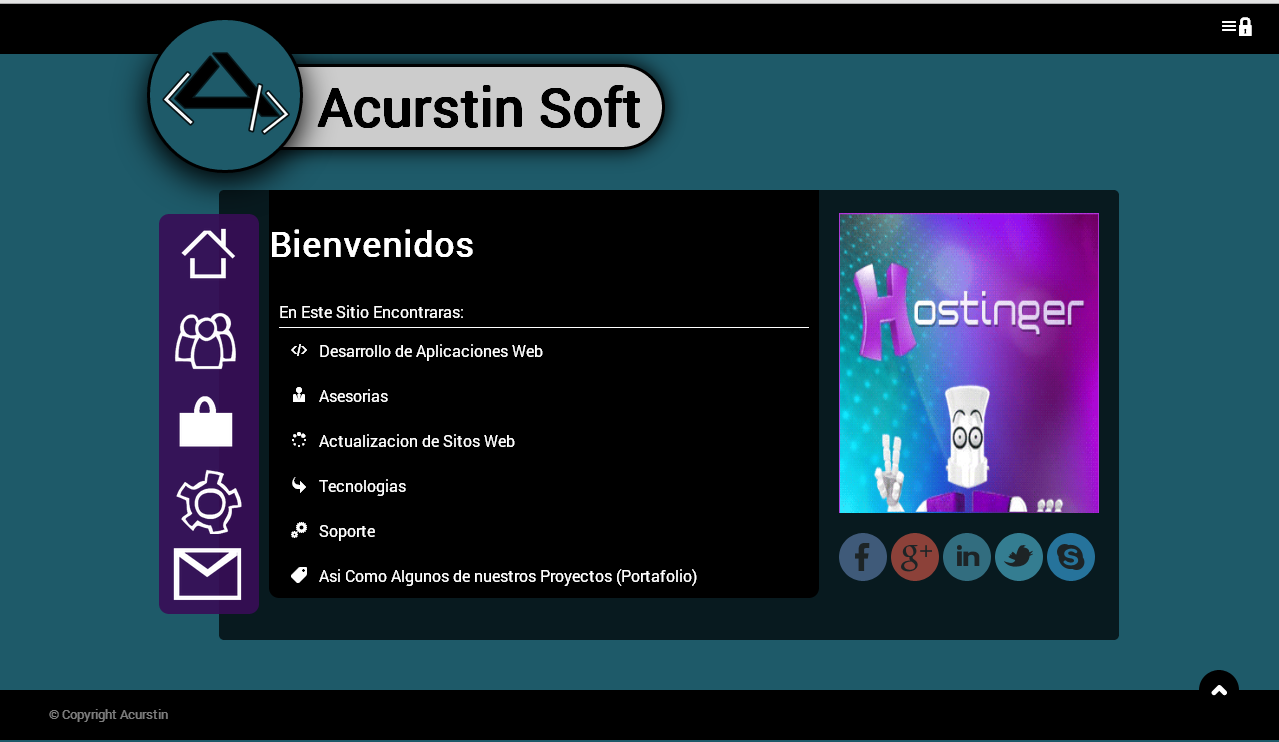 Acurstin Soft
Bienvenidos
En Este Sitio Encontraras:
Desarrollo de Aplicaciones Web
Asesorias
Actualizacion de Sitos Web
Tecnologias
Soporte
Asi Como Algunos de nuestros Proyectos (Portafolio)
Hostinger
© Copyright Acurstin